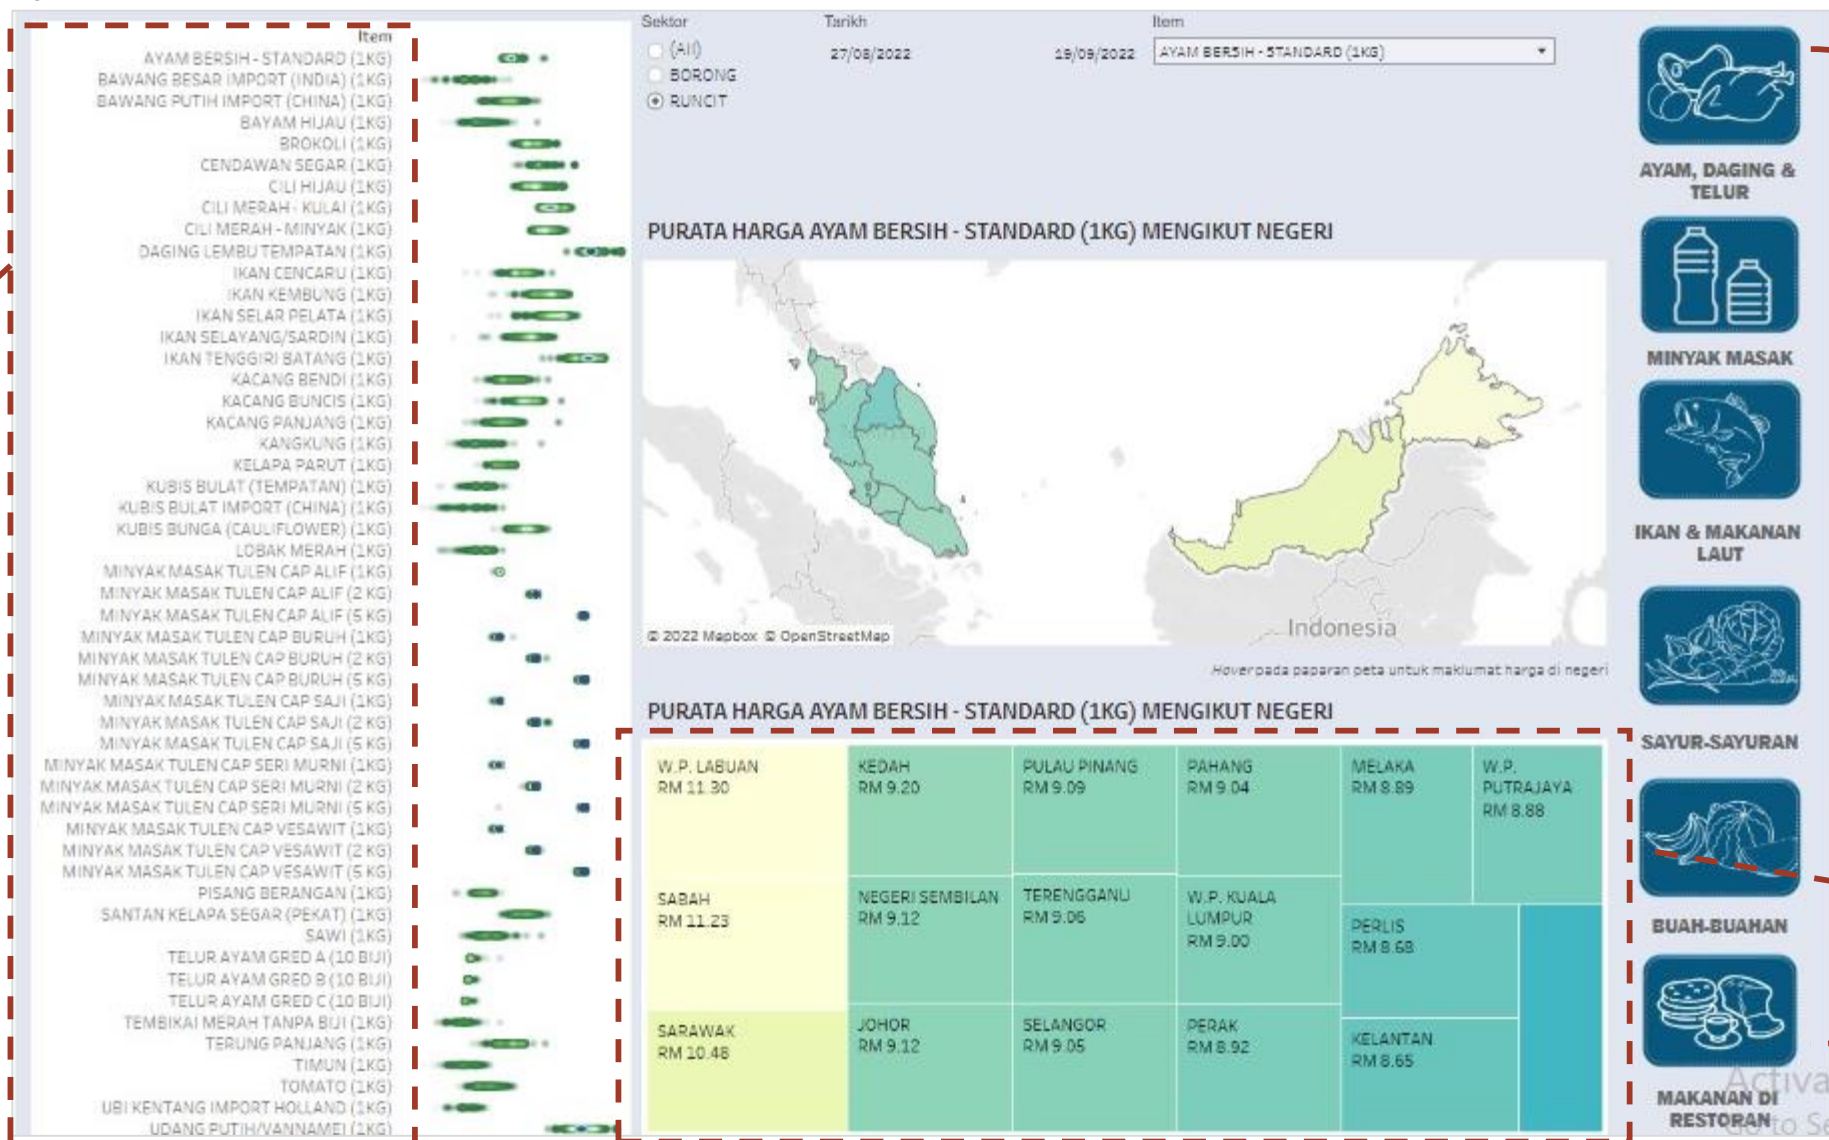 Item
AYAM BERSIH - STANDARD (1KG)
BAWANG BESAR IMPORT (INDIA) (1KG)
BAWANG PUTIH IMPORT (CHINA) (1KG)
BAYAM HIJAU (1KG)
BROKOLI (1KG)
CENDAWAN SEGAR (1KG)
CILI HIJAU (1KG)
CILI MERAH - KULAI (1KG)
CILI MERAH - MINYAK (1KG)
DAGING LEMBU TEMPATAN (1KG)
IKAN CENCARU (1KG)
IKAN KEMBUNG (1KG)
IKAN SELAR PELATA (1KG)
IKAN SELAYANG/SARDIN (1KG)
IKAN TENGGIRI BATANG (1KG)
KACANG BENDI (1KG)
KACANG BUNCIS (1KG)
KACANG PANJANG (1KG)
KANGKUNG (1KG)
KELAPA PARUT (1KG)
KUBIS BULAT (TEMPATAN) (1KG)
KUBIS BULAT IMPORT (CHINA) (1KG)
KUBIS BUNGA (CAULIFLOWER) (1KG)
LOBAK MERAH (1KG)
MINYAK MASAK TULEN CAP ALIF (1KG)
MINYAK MASAK TULEN CAP ALIF (2 KG)
MINYAK MASAK TULEN CAP ALIF (5 KG)
MINYAK MASAK TULEN CAP BURUH (1KG)
MINYAK MASAK TULEN CAP BURUH (2 KG)
MINYAK MASAK TULEN CAP BURUH (5 KG)
MINYAK MASAK TULEN CAP SAJI (1KG)
MINYAK MASAK TULEN CAP SAJI (2 KG)
MINYAK MASAK TULEN CAP SAJI (5 KG)
MINYAK MASAK TULEN CAP SERI MURNI (1KG)
MINYAK MASAK TULEN CAP SERI MURNI (2 KG)
MINYAK MASAK TULEN CAP SERI MURNI (5 KG)
MINYAK MASAK TULEN CAP VESAWIT (1KG)
MINYAK MASAK TULEN CAP VESAWIT (2 KG)
MINYAK MASAK TULEN CAP VESAWIT (5 KG)
PISANG BERANGAN (1KG)
SANTAN KELAPA SEGAR (PEKAT) (1KG)
SAWI (1KG)
TELUR AYAM GRED A (10 BIJI)
TELUR AYAM GRED B (10 BIJI)
TELUR AYAM GRED C (10 BIJI)
TEMBIKAI MERAH TANPA BIJI (1KG)
TERUNG PANJANG (1KG)
TIMUN (1KG)
TOMATO (1KG)
UBI KENTANG IMPORT HOLLAND (1KG)
UDANG PUTIH/VANNAMEI (1KG)
Sektor
(All)
BORONG
RUNCIT
Tarikh
27/08/2022 19/09/2022
Item
AYAM BERSIH - STANDARD (1KG)
PURATA HARGA AYAM BERSIH - STANDARD (1KG) MENGIKUT NEGERI
Indonesia
© 2022 Mapbox © OpenStreetMap
Hover pada paparan peta untuk maklumat harga di negeri
PURATA HARGA AYAM BERSIH - STANDARD (1KG) MENGIKUT NEGERI
W.P. LABUAN
RM 11.30
SABAH
RM 11.23
SARAWAK
RM 10.48
KEDAH
RM 9.20
NEGERI SEMBILAN
RM 9.12
JOHOR
RM 9.12
PULAU PINANG
RM 9.09
TERENGGANU
RM 9.06
SELANGOR
RM 9.05
PAHANG
RM 9.04
W.P. KUALA
LUMPUR
RM 9.00
PERAK
RM 8.92
MELAKA
RM 8.89
W.P.
PUTRAJAYA
RM 8.88
PERLIS
RM 8.68
KELANTAN
RM 8.65
AYAM, DAGING &
TELUR
MINYAK MASAK
IKAN & MAKANAN
LAUT
SAYUR-SAYURAN
BUAH-BUAHAN
MAKANAN DI
RESTORAN